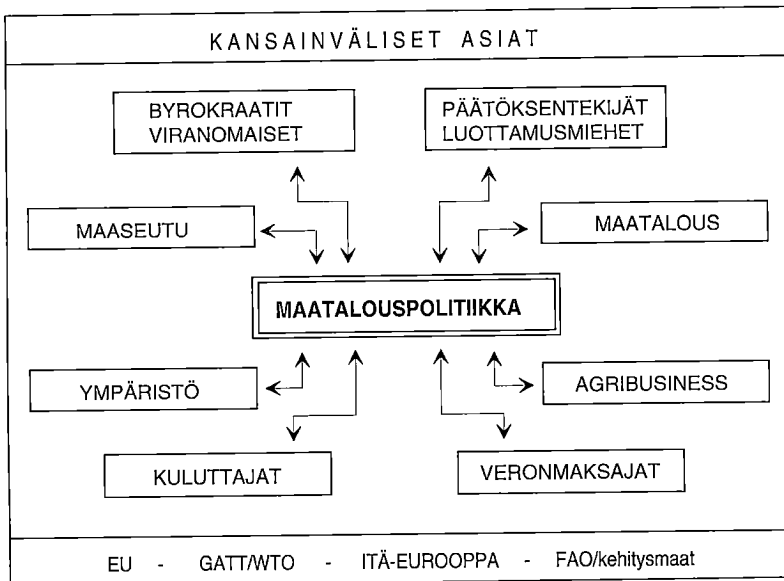 KANSAINVÄLISET ASIAT
BYROKRAATIT
VIRANOMAISET
PÄÄTÖKSENTEKIJÄT
LUOTTAMUSMIEHET
MAASEUTU
MAATALOUS
MAATALOUSPOLITIIKKA
YMPÄRISTÖ
AGRIBUSINESS
KULUTTAJAT
VERONMAKSAJAT
EU - GATT/WTO - ITÄ-EUROOPPA - FAO/kehitysmaat